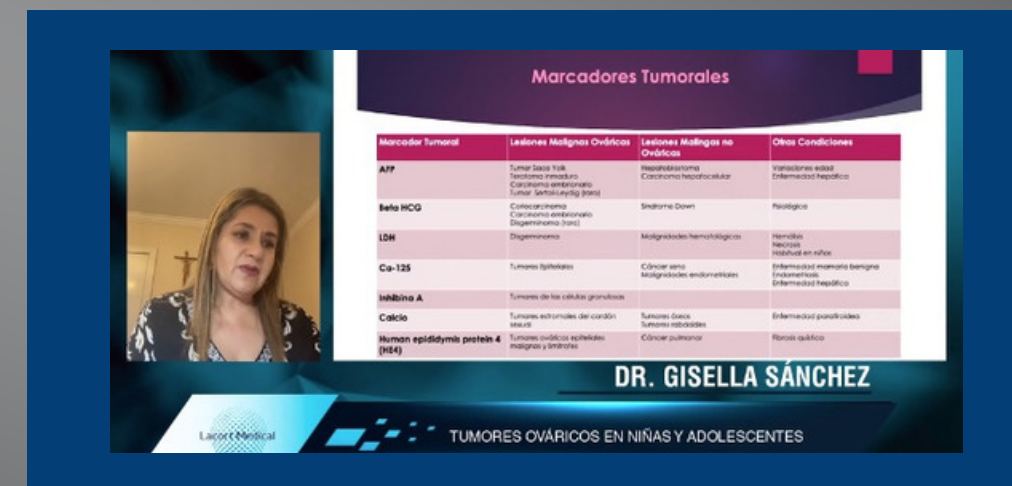 Marcadores Tumorales
Marcador Tumoral Lesiones Malignas Ováricas Lesiones Malingas no Otras Condiciones
Ováricas
AFP Tumor Saco Yolk Hepatoblastoma Variaciones edad
Teratoma inmaduro Carcinoma hepatocelular Enfermedad hepática
Carcinoma embrionario
Tumor Sertoli-Leydig (raro)
Beta HCG Coriocarcinoma Sindrome Down Fisiológica
Carcinoma embrionario
Disgerminoma (raro)
LDH Disgerminoma Malignidades hematológicas Hemólisis
Necrosis
Habitual en niños
Ca-125 Tumores Epiteliales Cáncer seno Enfermedad mamaria benigna
Malignidades endometriales Endometriosis
Enfermedad hepática
Inhibina A Tumores de las células granulosas
Calcio Tumores estromales del cordón Tumores óseos Enfermedad paratiroidea
sexual Tumores rabdoides
Human epididymis protein 4 Tumores ováricos epiteliales Cáncer pulmonar Fibrosis quística
(HE4) malignos y limítrofes
DR. GISELLA SÁNCHEZ
Lacort Medical
TUMORES OVÁRICOS EN NIÑAS Y ADOLESCENTES